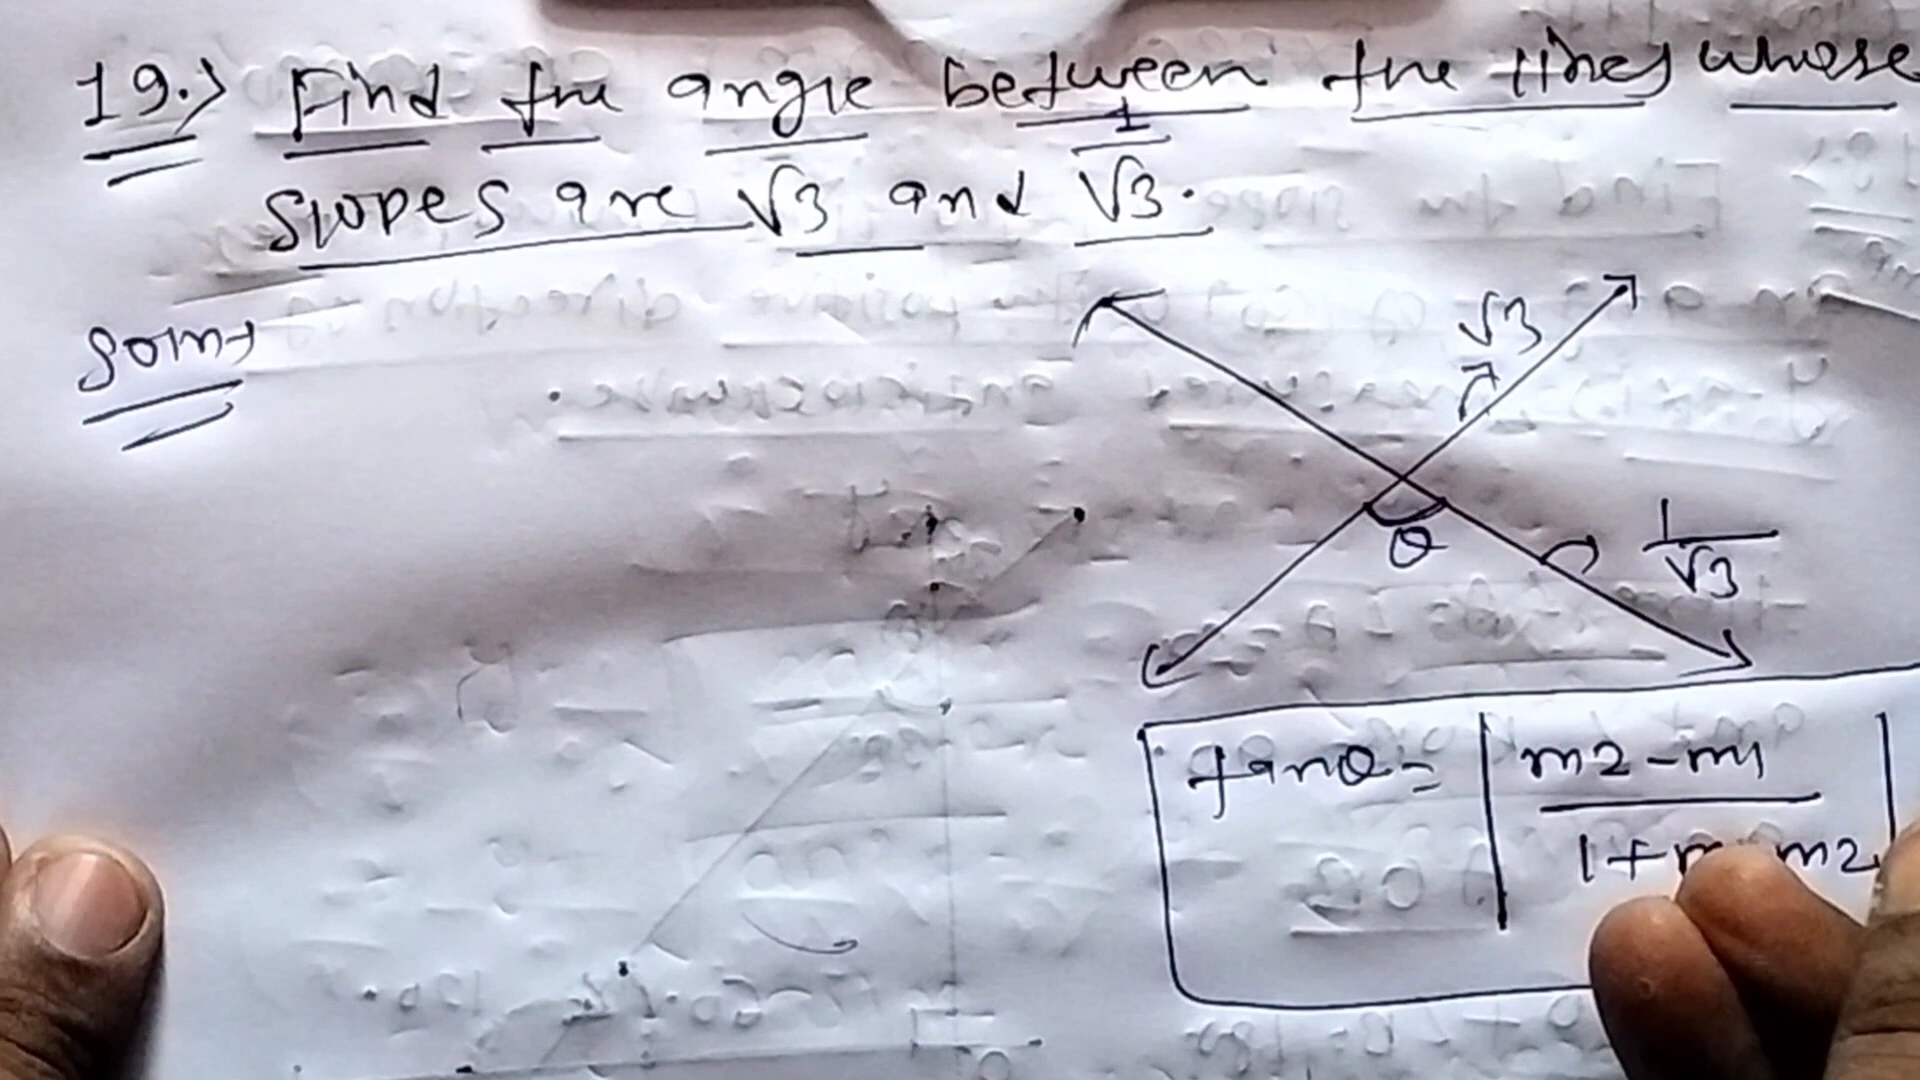 19.) Find the angle between the lines whose
slopes are √3 and 1/√3.
Soln→
√3
θ
1/√3
tanθ = | m2-m1 / 1+m m2 |